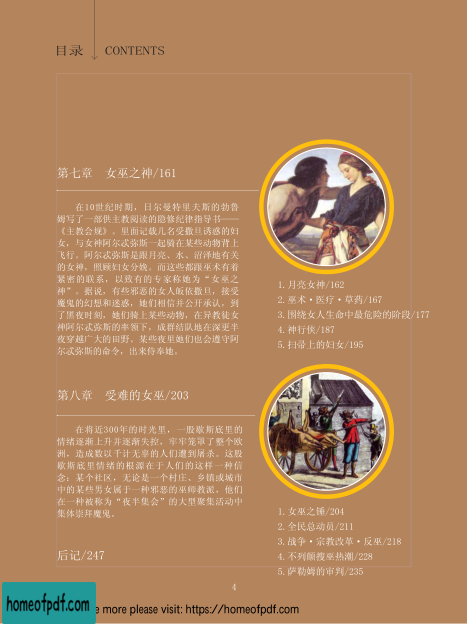 目录 CONTENTS
第七章 女巫之神/161
在10世纪时期，日尔曼特里夫斯的勃鲁
姆写了一部供主教阅读的隐修纪律指导书——
《主教会规》。里面记载几名受撒旦诱惑的妇
女，与女神阿尔忒弥斯一起骑在某些动物背上
飞行。阿尔忒弥斯是跟月亮、水、沼泽地有关
的女神，照顾妇女分娩。而这些都跟巫术有着
紧密的联系，以致有的专家称她为“女巫之
神”。据说，有些邪恶的女人皈依撒旦，接受
魔鬼的幻想和迷惑，她们相信并公开承认，到
了黑夜时刻，她们骑上某些动物，在异教徒女
神阿尔忒弥斯的率领下，成群结队地在深更半
夜穿越广大的田野。某些夜里她们也会遵守阿
尔忒弥斯的命令，出来侍奉她。
1.月亮女神/162
2.巫术·医疗·草药/167
3.围绕女人生命中最危险的阶段/177
4.神行侠/187
5.扫帚上的妇女/195
第八章 受难的女巫/203
在将近300年的时光里，一股歇斯底里的
情绪逐渐上升并逐渐失控，牢牢笼罩了整个欧
洲，造成数以千计无辜的人们遭到屠杀。这股
歇斯底里情绪的根源在于人们的这样一种信
念：某个社区，无论是一个村庄、乡镇或城市
中的某些男女属于一种邪恶的巫师教派，他们
在一种被称为“夜半集会”的大型聚集活动中
集体崇拜魔鬼。
1.女巫之锤/204
2.全民总动员/211
3.战争·宗教改革·反巫/218
4.不列颠搜巫热潮/228
5.萨勒姆的审判/235
后记/247
4
homeofpdf.com
e more please visit: https://homeofpdf.com